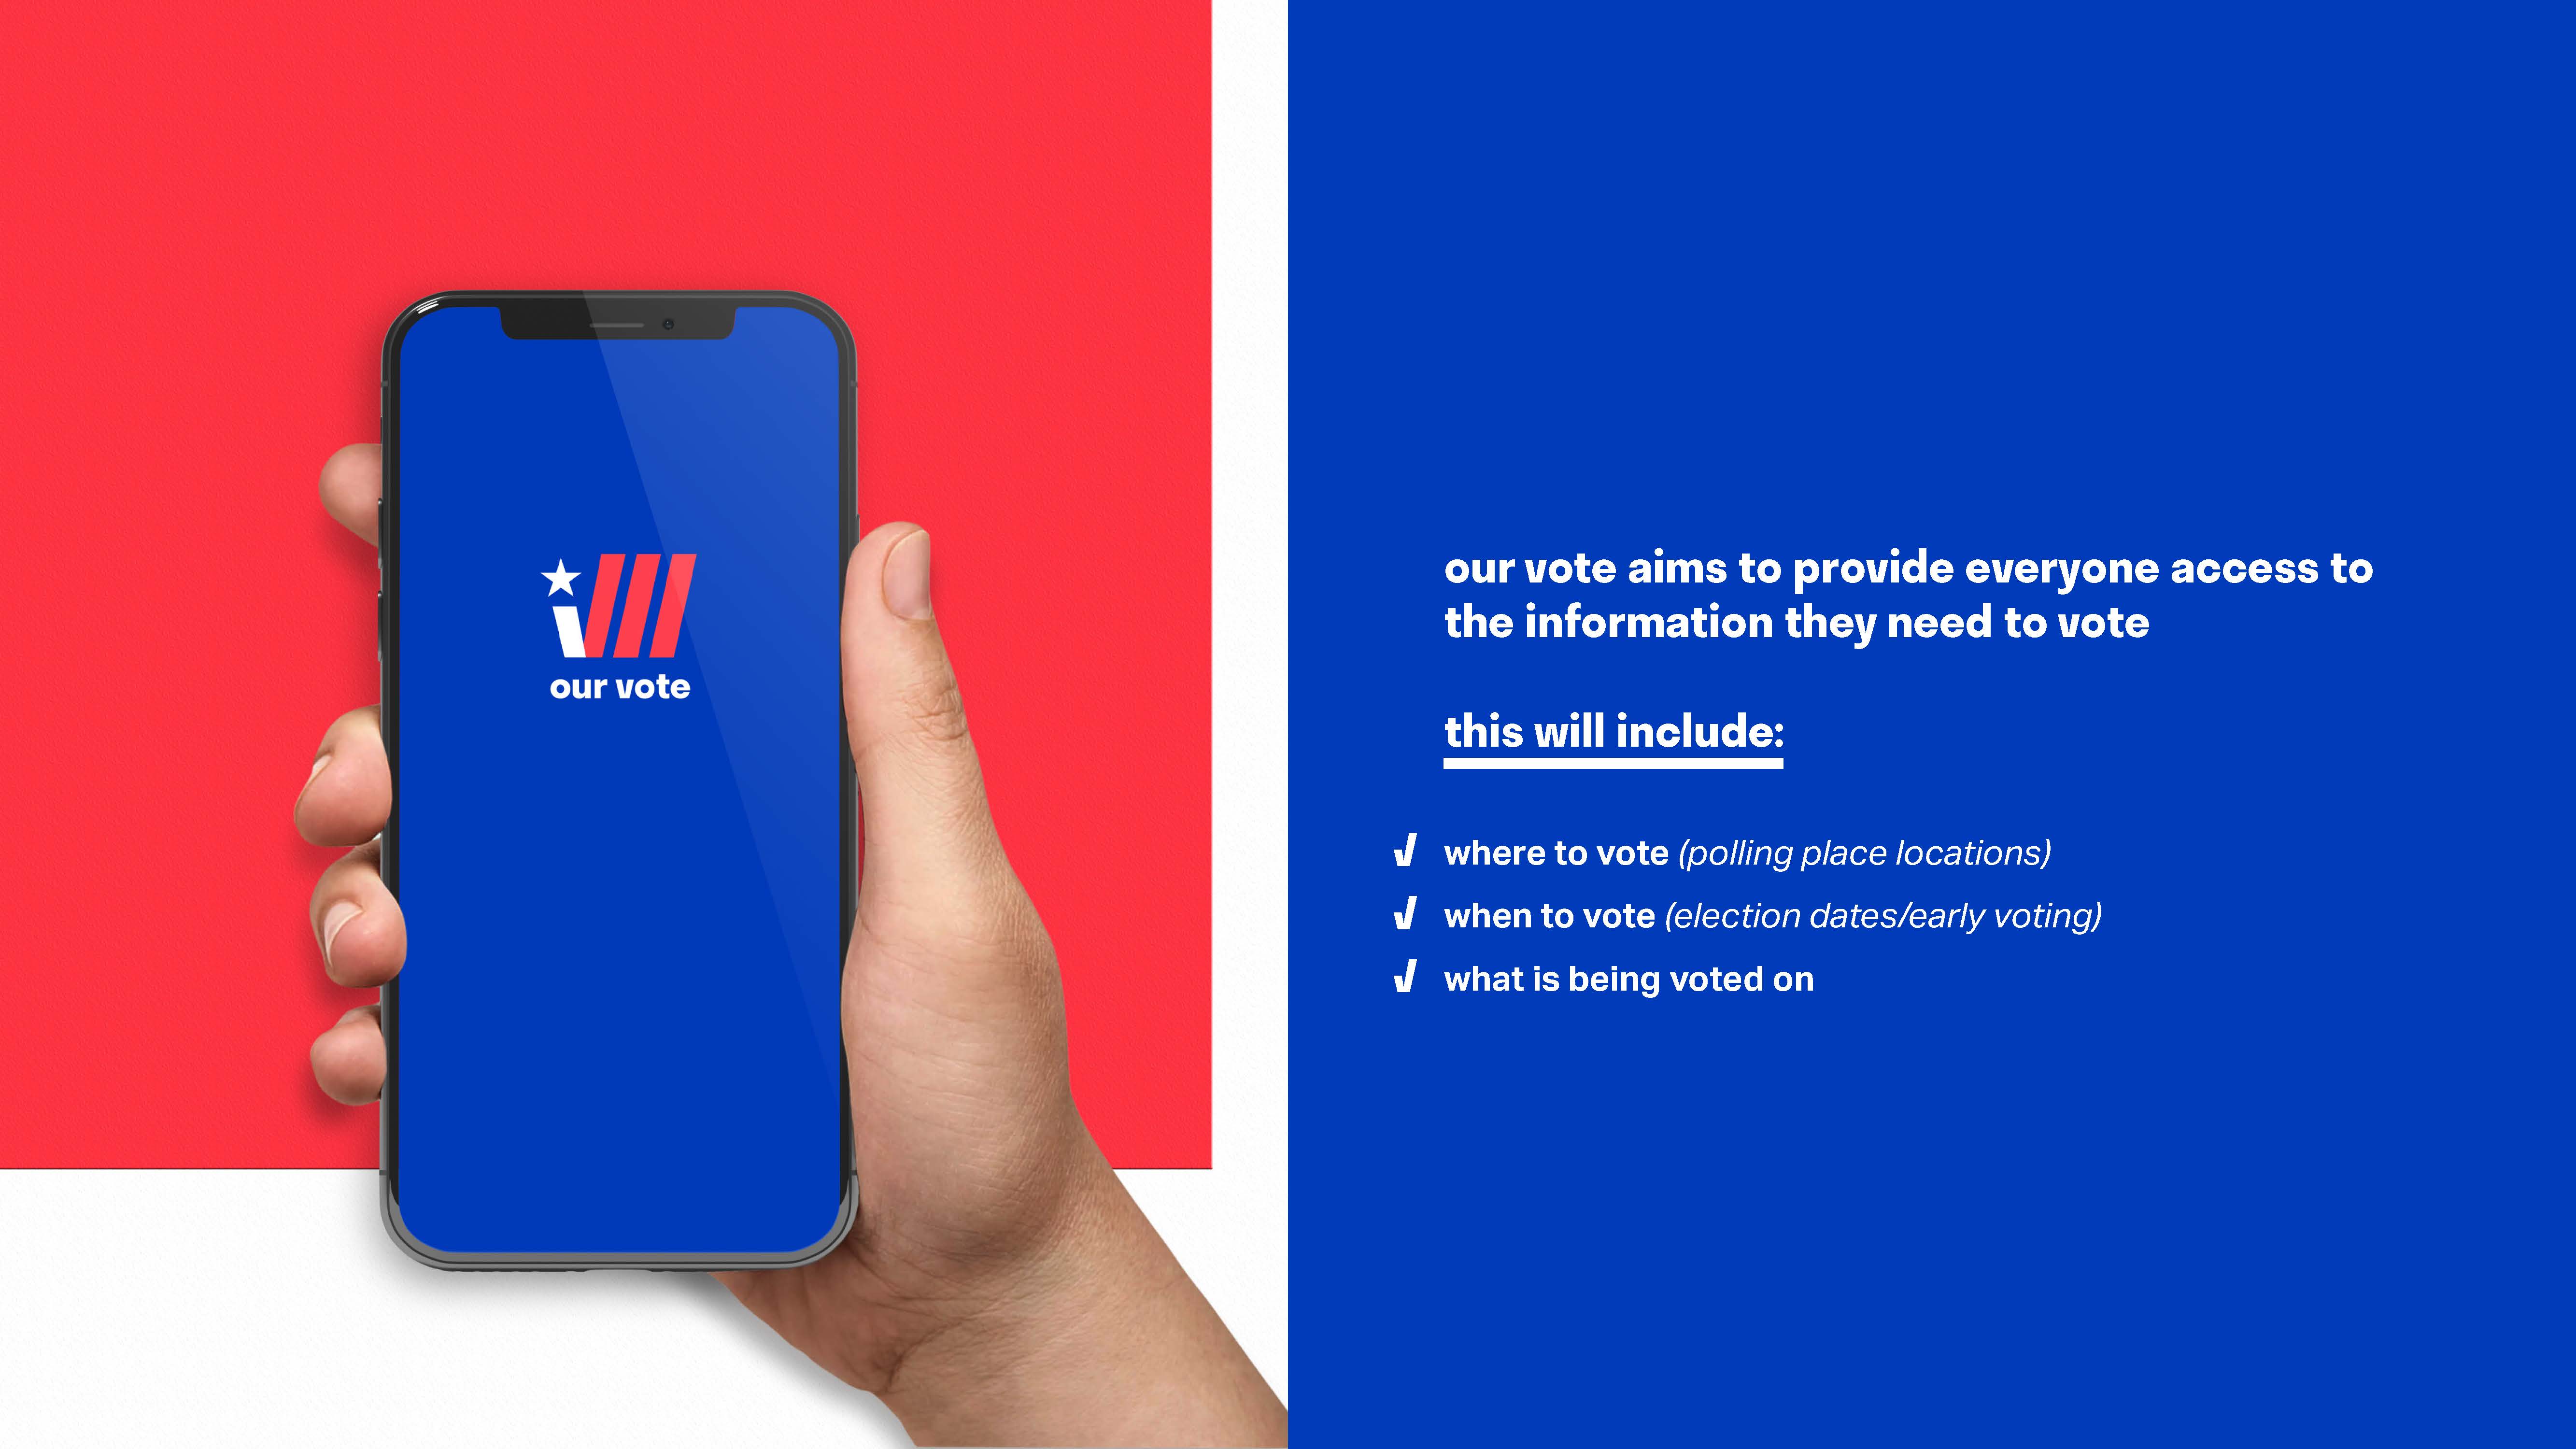 our vote
our vote aims to provide everyone access to
the information they need to vote
this will include:
where to vote (polling place locations)
when to vote (election dates/early voting)
what is being voted on